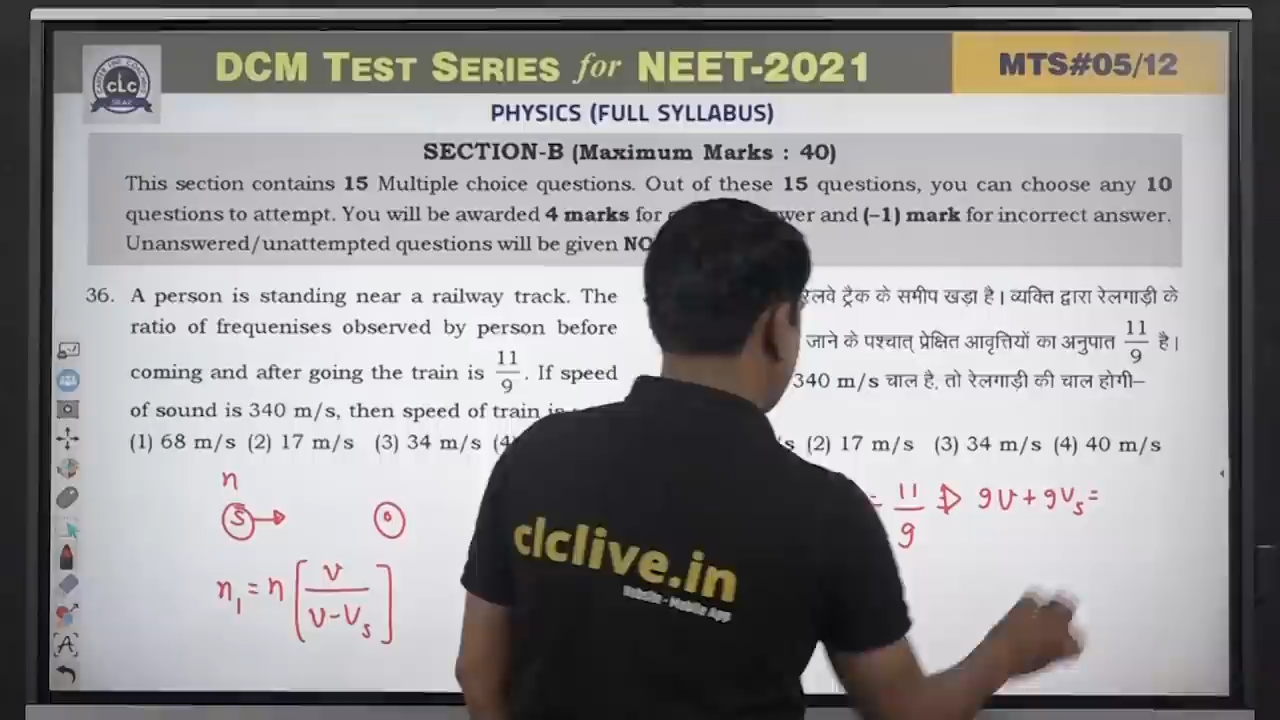 CLC
DCM TEST SERIES for NEET-2021
MTS#05/12
PHYSICS (FULL SYLLABUS)
SECTION-B (Maximum Marks : 40)
This section contains 15 Multiple choice questions. Out of these 15 questions, you can choose any 10
questions to attempt. You will be awarded 4 marks for wer and (–1) mark for incorrect answer.
Unanswered/unattempted questions will be given NO
36. A person is standing near a railway track. The
ratio of frequenises observed by person before
coming and after going the train is 11/9. If speed
of sound is 340 m/s, then speed of train is
(1) 68 m/s (2) 17 m/s (3) 34 m/s (4)
रेलवे ट्रैक के समीप खड़ा है। व्यक्ति द्वारा रेलगाड़ी के
जाने के पश्चात् प्रेक्षित आवृत्तियों का अनुपात 11/9 है।
340 m/s चाल है, तो रेलगाड़ी की चाल होगी–
s (2) 17 m/s (3) 34 m/s (4) 40 m/s
n
S → O
n₁ = n [v / (v-vₛ)]
= 11/9 ⇒ 9v + 9vₛ =
clclive.in
Website - Mobile App